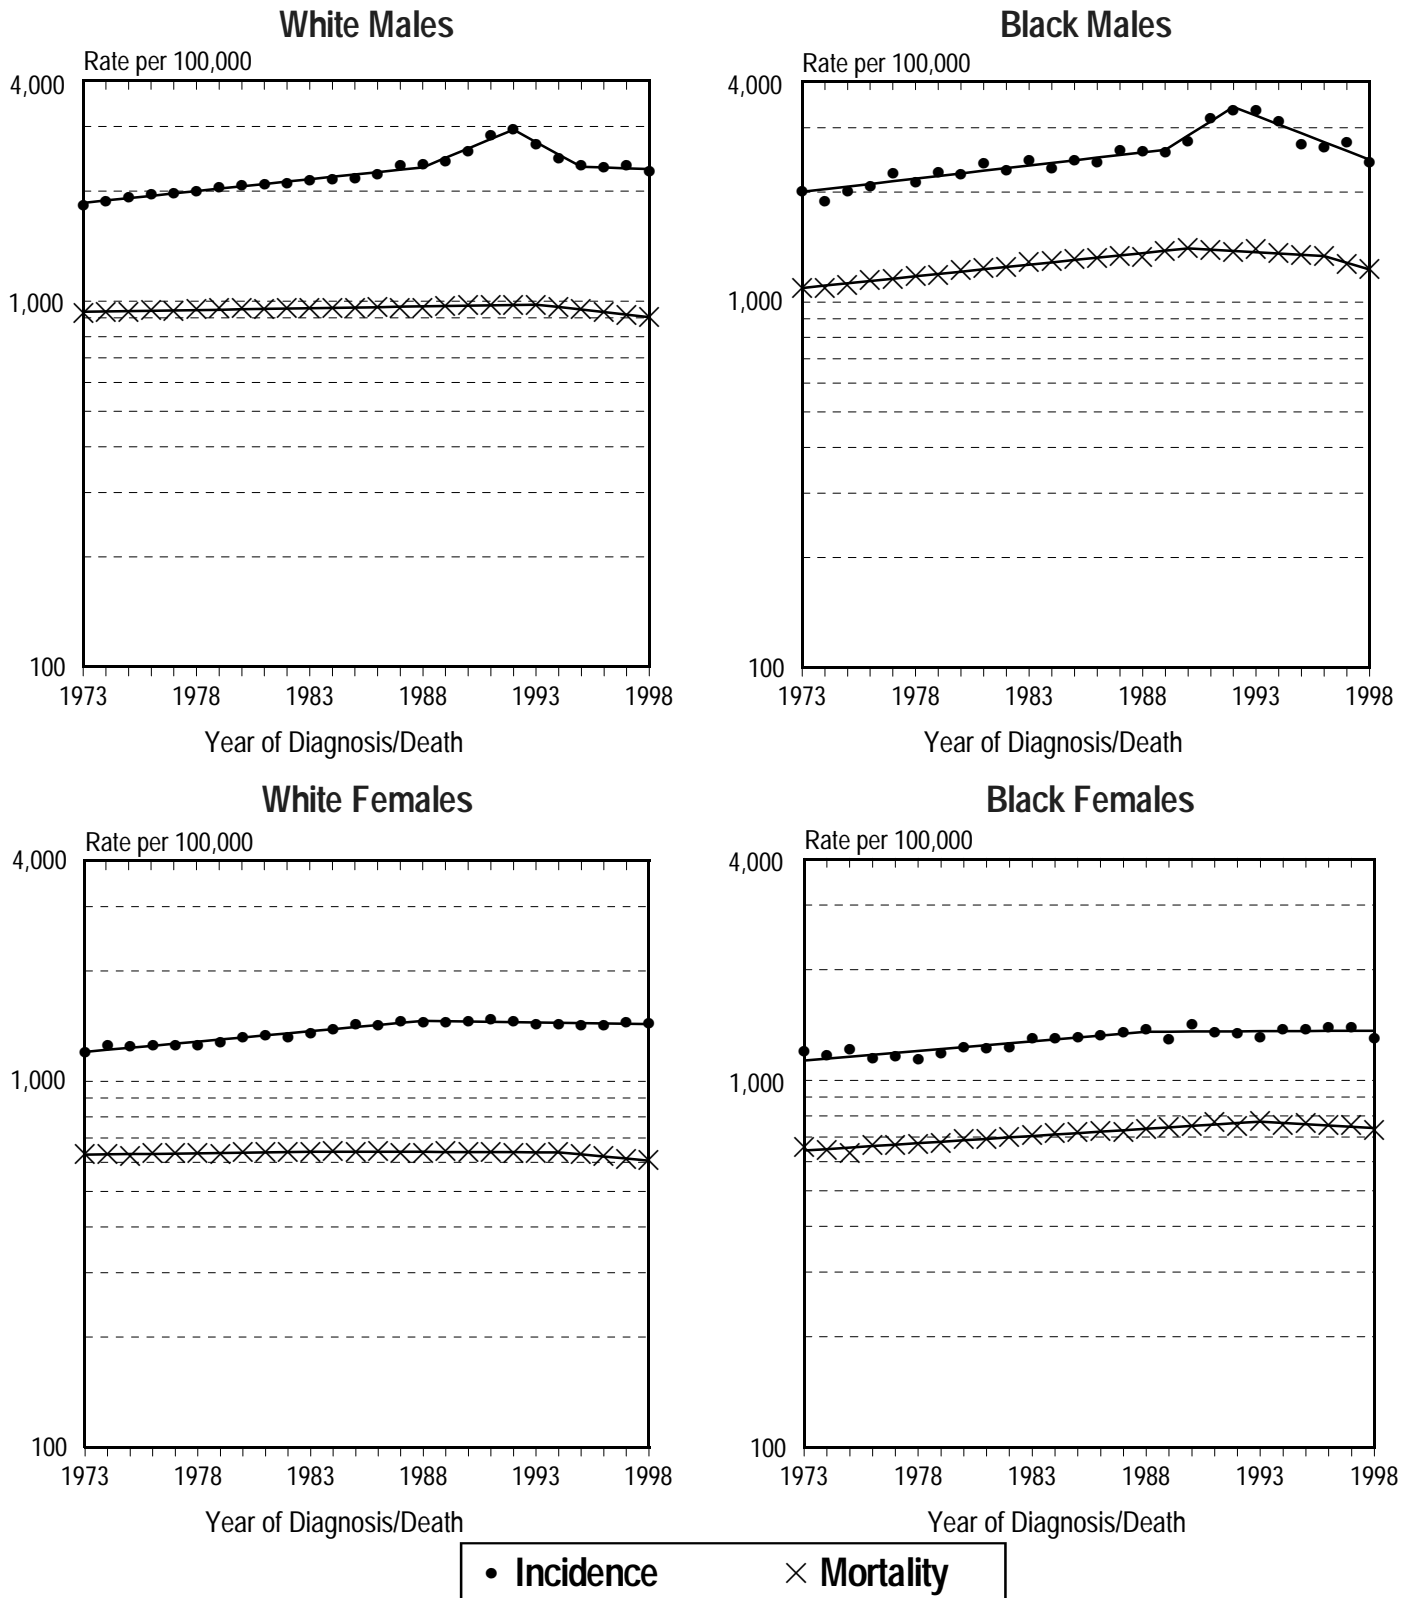 White Males
Rate per 100,000
4,000
1,000
100
1973 1978 1983 1988 1993 1998
Year of Diagnosis/Death
Black Males
Rate per 100,000
4,000
1,000
100
1973 1978 1983 1988 1993 1998
Year of Diagnosis/Death
White Females
Rate per 100,000
4,000
1,000
100
1973 1978 1983 1988 1993 1998
Year of Diagnosis/Death
Black Females
Rate per 100,000
4,000
1,000
100
1973 1978 1983 1988 1993 1998
Year of Diagnosis/Death
Incidence Mortality